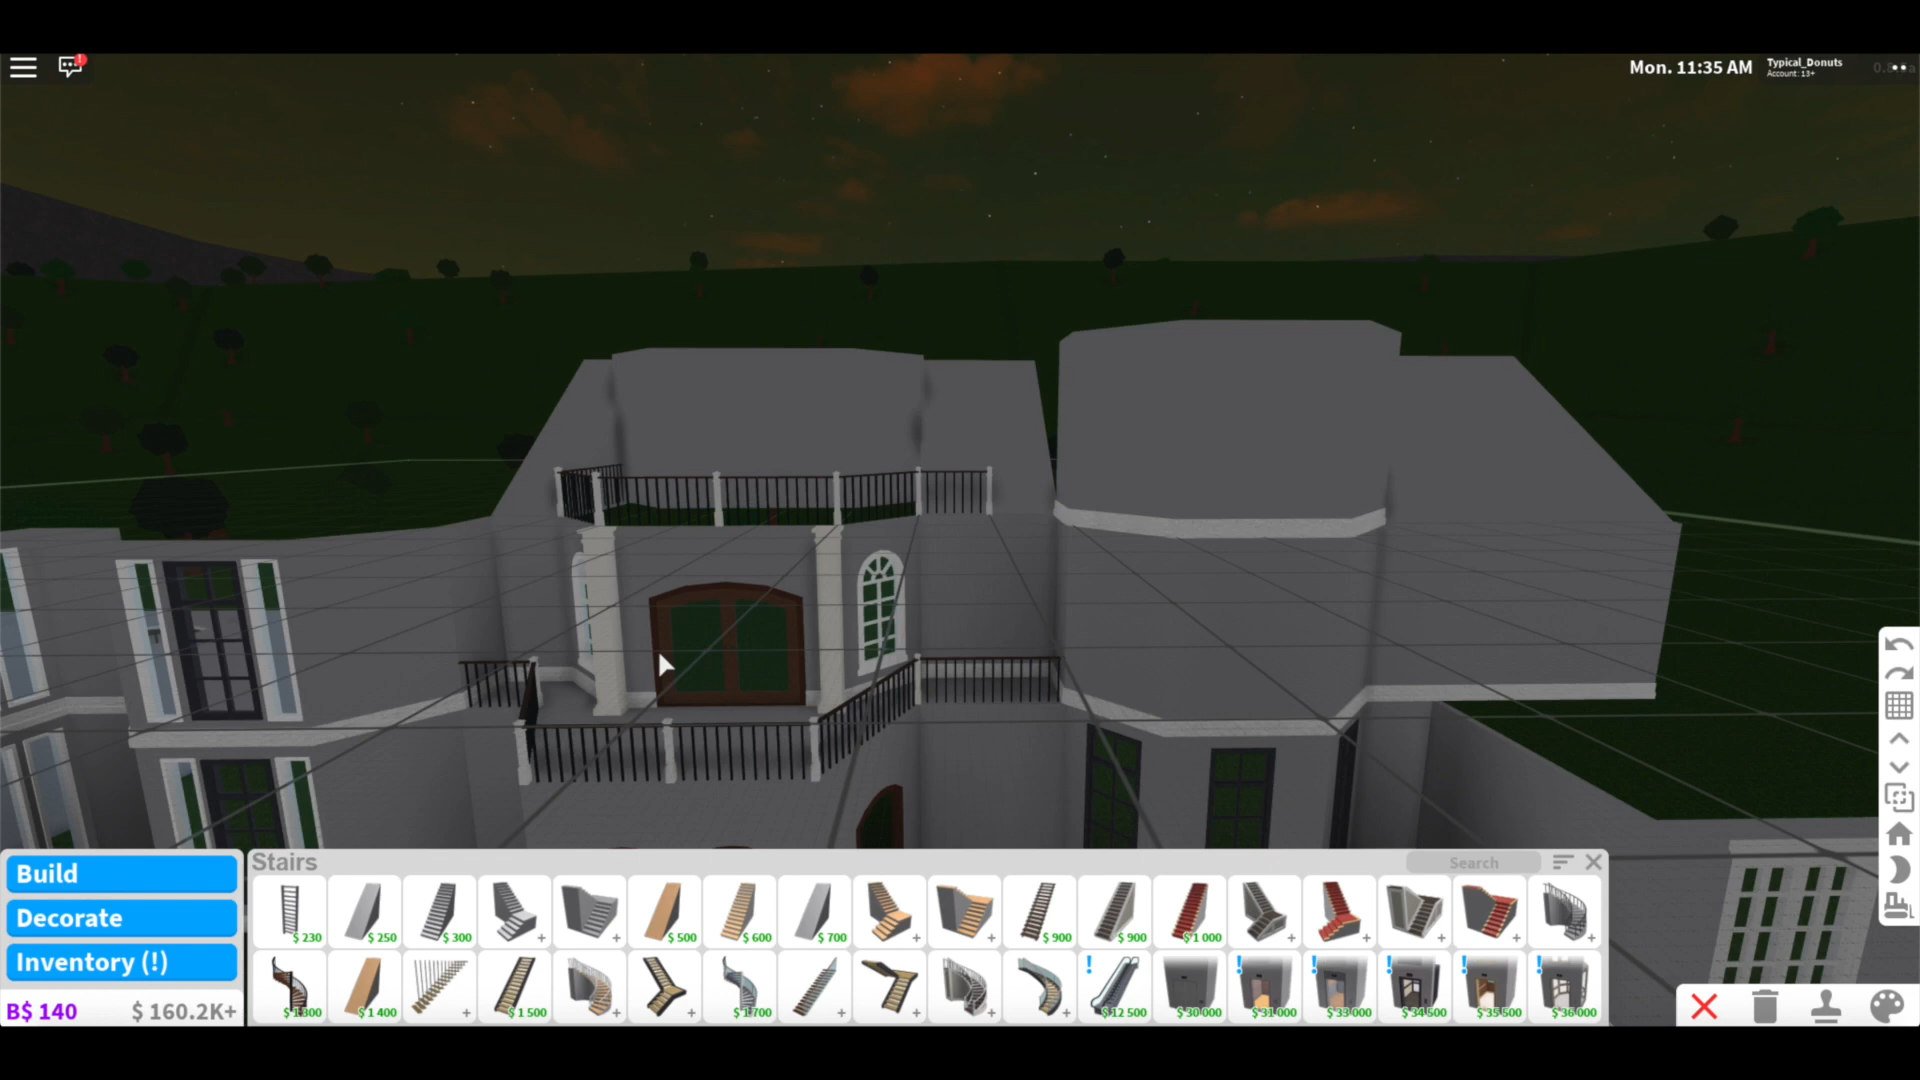 Mon. 11:35 AM
Typical_Donuts
Account: 13+
Build
Decorate
Inventory (!)
B$ 140
$ 160.2K+
Stairs
Search
$ 230
$ 250
$ 300
+
+
$ 500
$ 600
$ 700
+
+
$ 900
$ 900
$1 000
+
+
+
+
+
$ 1 300
$ 1 400
+
$ 1 500
+
+
$ 1 700
+
+
+
+
! $ 12 500
$ 30 000
! $ 31 000
! $ 33 000
! $ 34 500
! $ 35 500
! $ 36 000